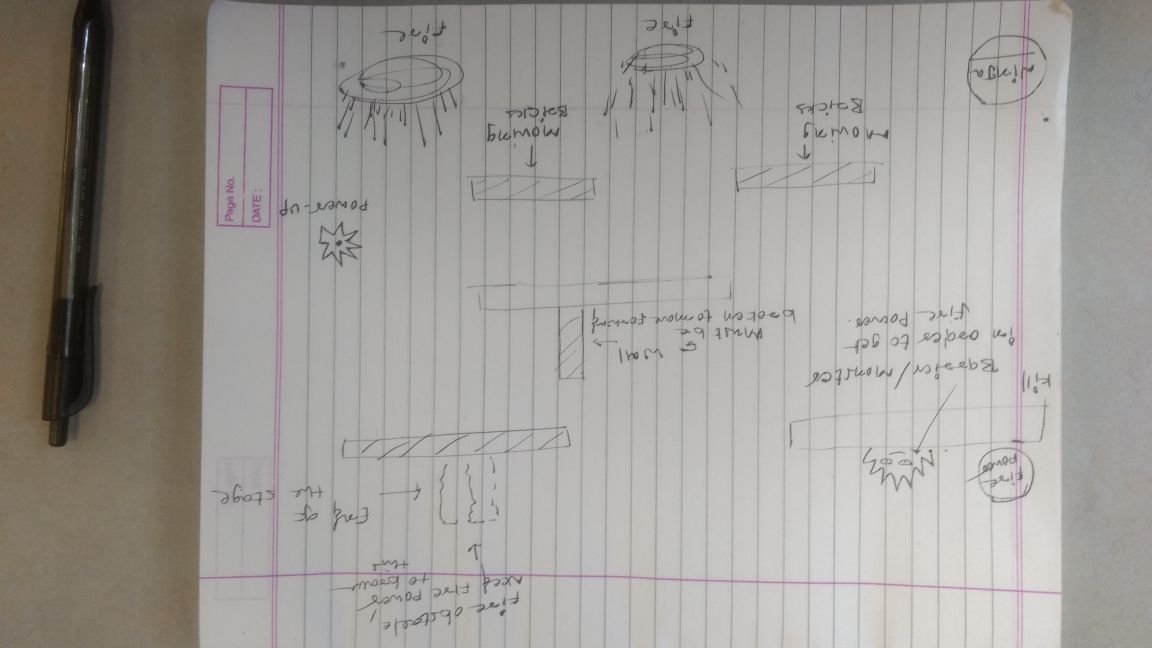 Fire obstacle,
Need Fire Power
to brave
this
End of
the stage
Fire
Power
Kill
Barrier/Monster
in order to get
fire Power.
Wall
Must be
broken to move forward
Power-up
Moving
Bricks
Moving
Bricks
Ninja
Fire
Fire
Page No.
DATE: